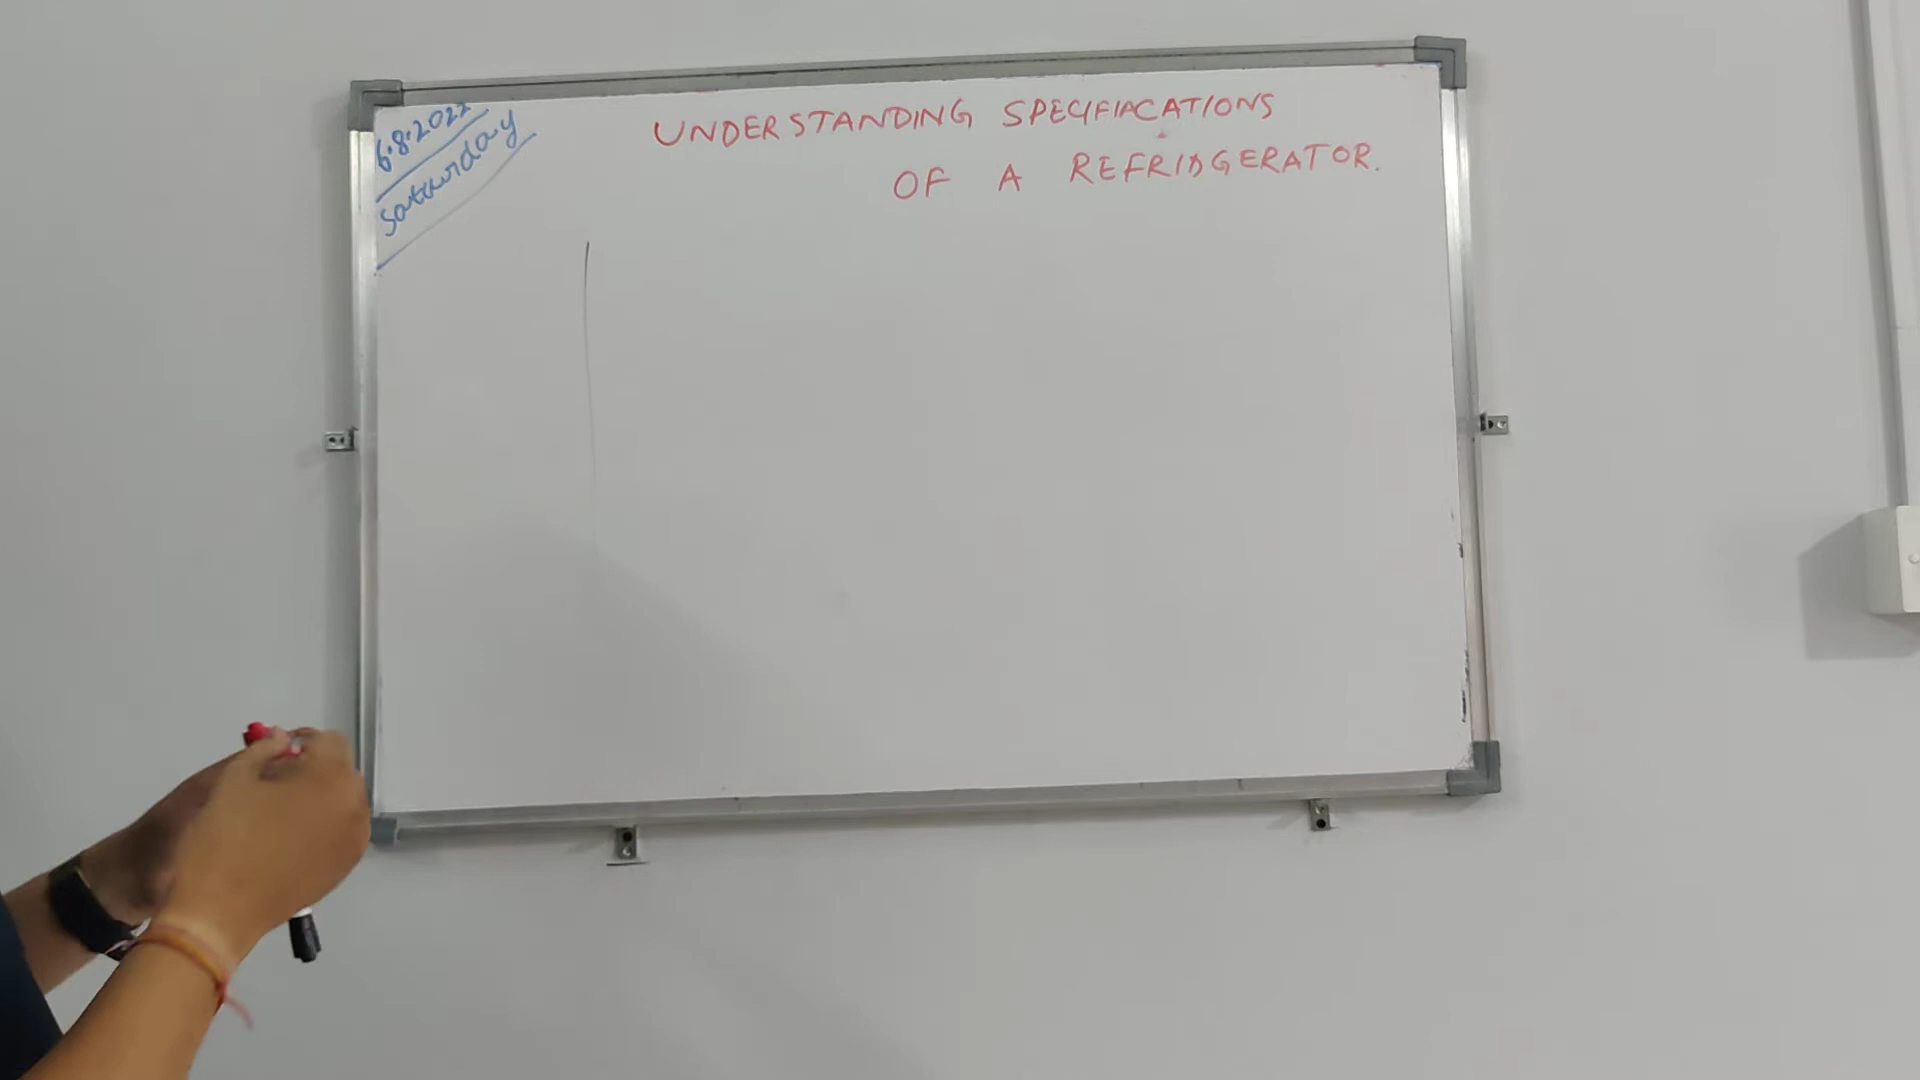 6.8.2022
Saturday
UNDERSTANDING SPECIFIACATIONS
OF A REFRIDGERATOR.